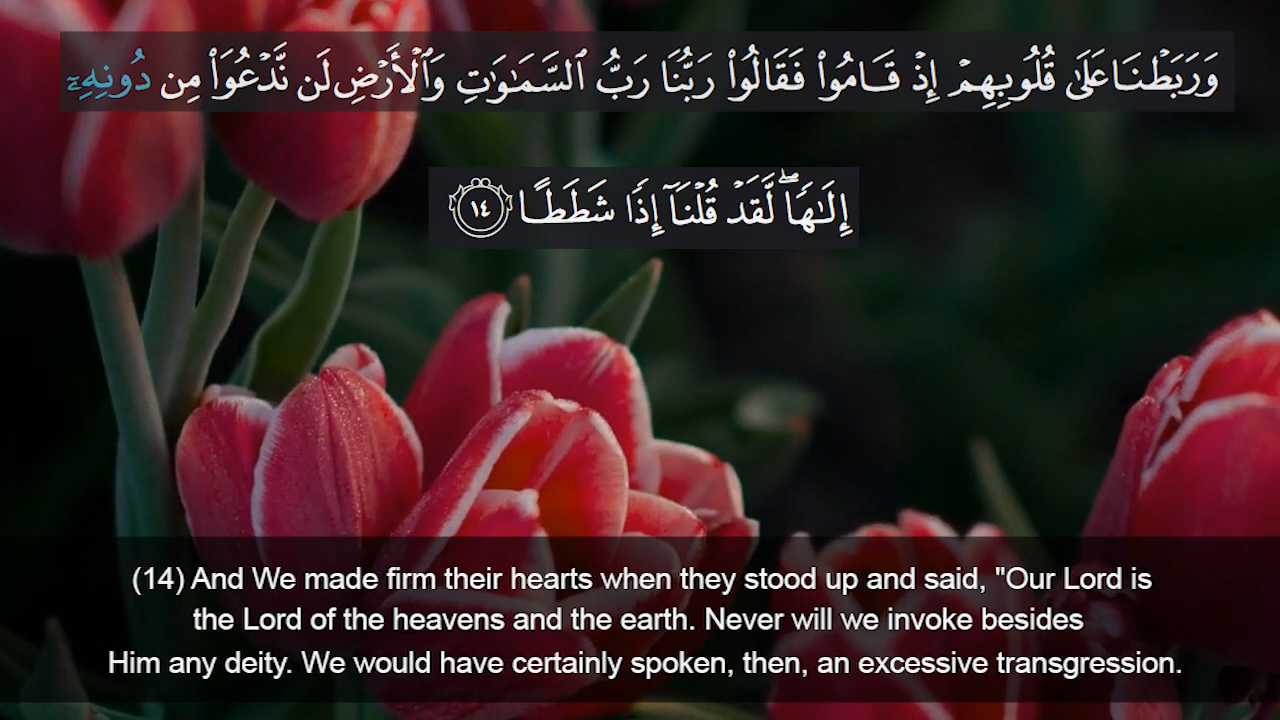 وَرَبَطْنَا عَلَىٰ قُلُوبِهِمْ إِذْ قَامُوا۟ فَقَالُوا۟ رَبُّنَا رَبُّ ٱلسَّمَـٰوَٰتِ وَٱلْأَرْضِ لَن نَّدْعُوَا۟ مِن دُونِهِۦٓ
إِلَـٰهًا ۖ لَّقَدْ قُلْنَآ إِذًا شَطَطًا ١٤
(14) And We made firm their hearts when they stood up and said, "Our Lord is
the Lord of the heavens and the earth. Never will we invoke besides
Him any deity. We would have certainly spoken, then, an excessive transgression.